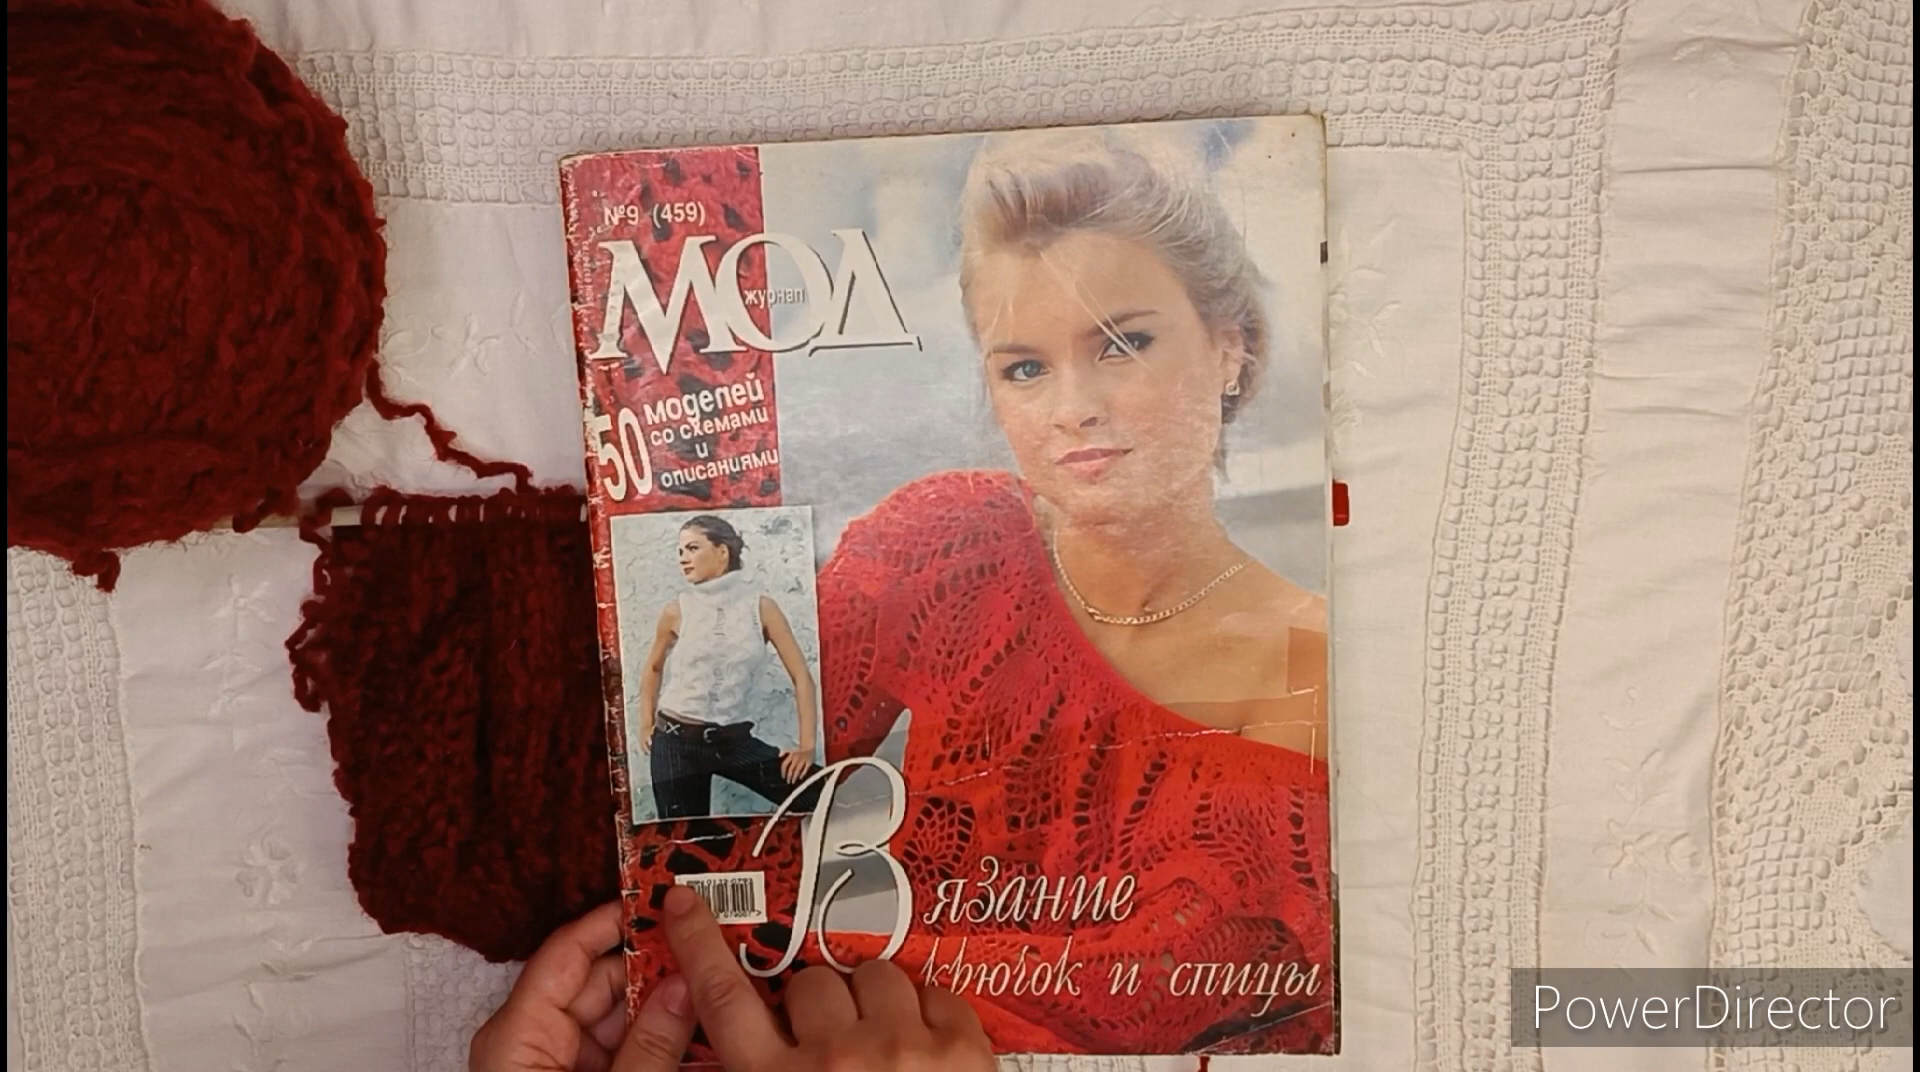 №9 (459)
МОД
журнал
50
моделей
со схемами
и
описаниями
Вязание
крючок и спицы
PowerDirector